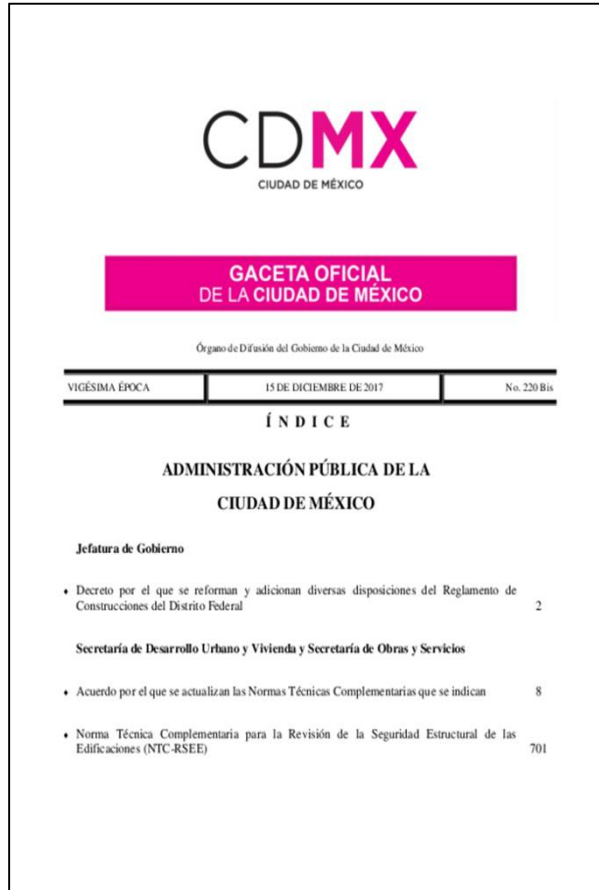 CDMX
CIUDAD DE MÉXICO
GACETA OFICIAL
DE LA CIUDAD DE MÉXICO
Órgano de Difusión del Gobierno de la Ciudad de México
VIGÉSIMA ÉPOCA 15 DE DICIEMBRE DE 2017 No. 220 Bis
Í N D I C E
ADMINISTRACIÓN PÚBLICA DE LA
CIUDAD DE MÉXICO
Jefatura de Gobierno
♦ Decreto por el que se reforman y adicionan diversas disposiciones del Reglamento de
Construcciones del Distrito Federal 2
Secretaría de Desarrollo Urbano y Vivienda y Secretaría de Obras y Servicios
♦ Acuerdo por el que se actualizan las Normas Técnicas Complementarias que se indican 8
♦ Norma Técnica Complementaria para la Revisión de la Seguridad Estructural de las
Edificaciones (NTC-RSEE) 701